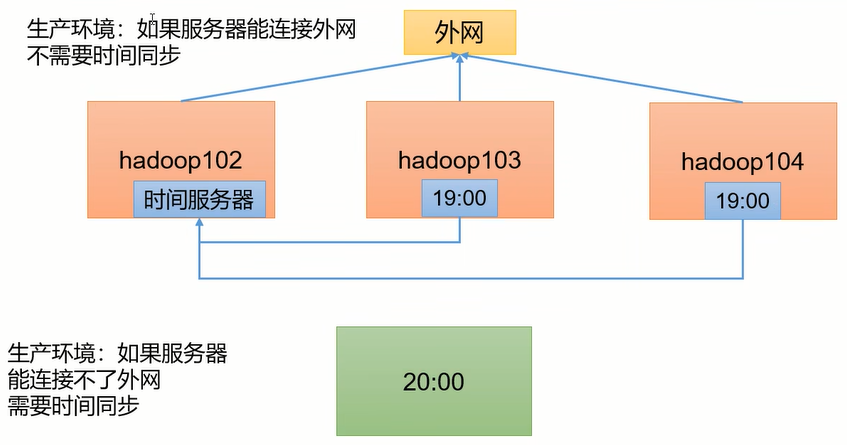 生产环境：如果服务器能连接外网
不需要时间同步
外网
hadoop102
时间服务器
hadoop103
19:00
hadoop104
19:00
生产环境：如果服务器
能连接不了外网
需要时间同步
20:00